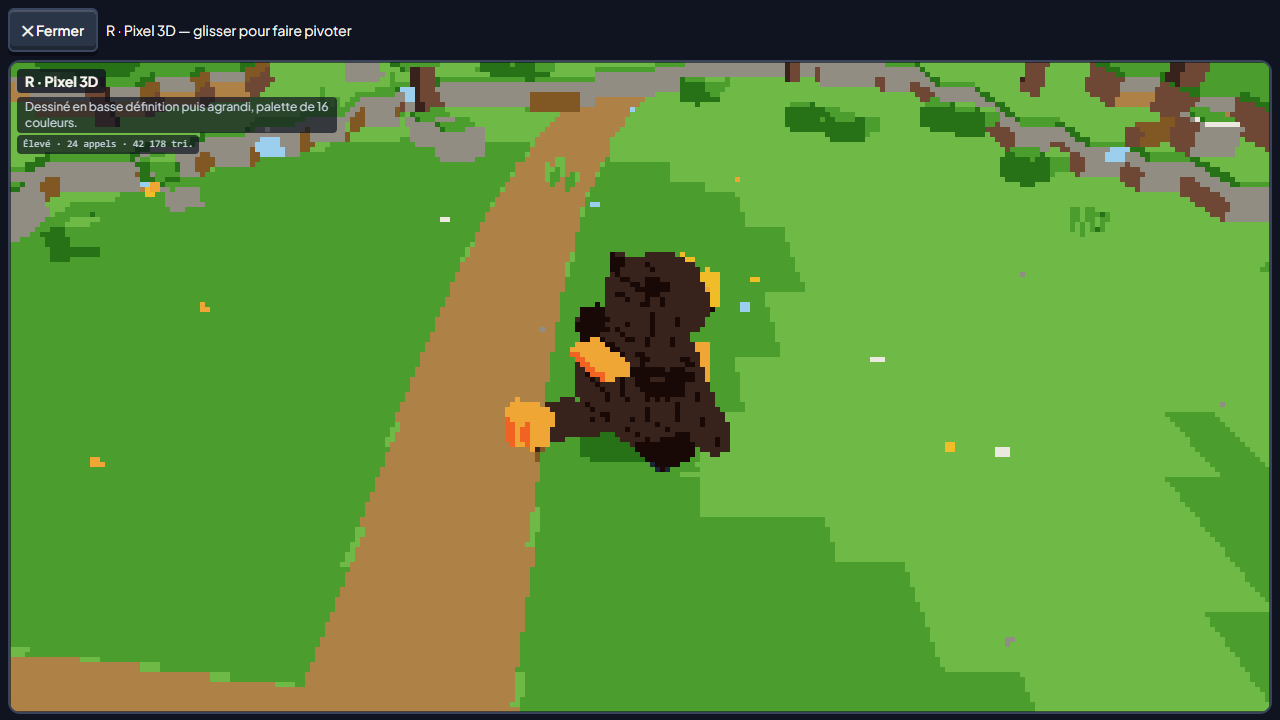 ✕ Fermer
R · Pixel 3D — glisser pour faire pivoter
R · Pixel 3D
Dessiné en basse définition puis agrandi, palette de 16
couleurs.
Élevé · 24 appels · 42 178 tri.